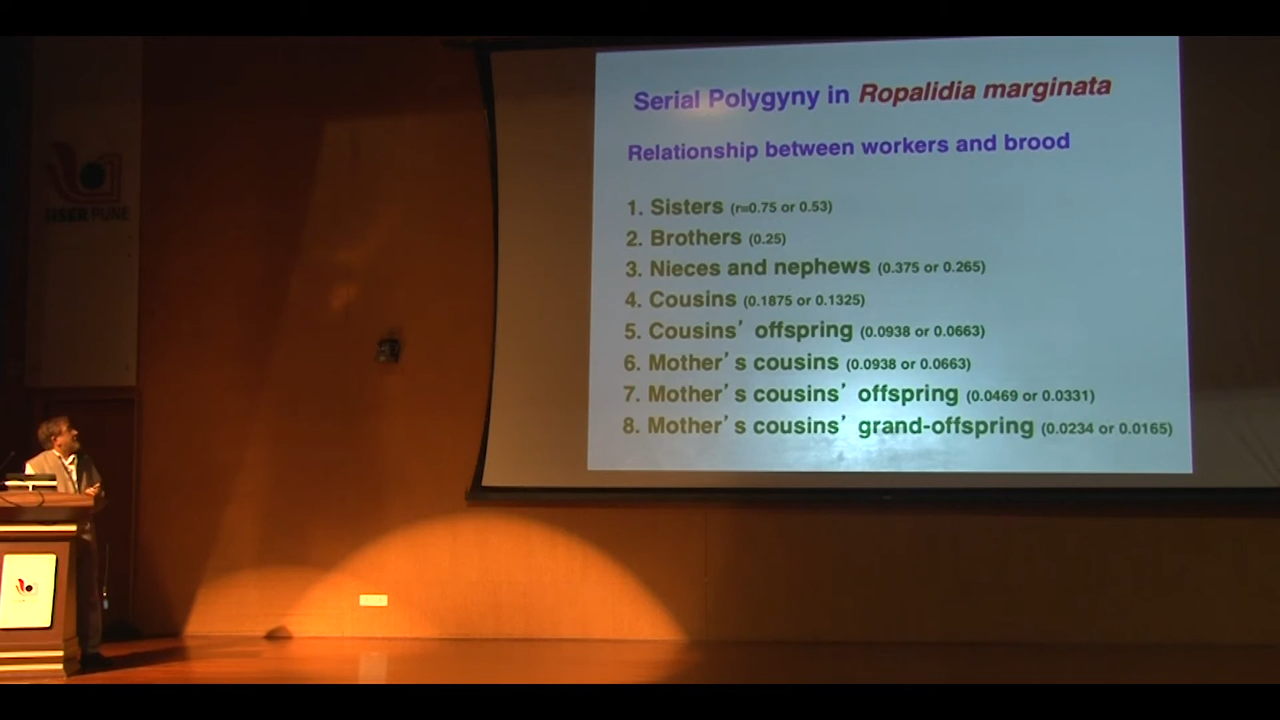 IISER PUNE
Serial Polygyny in Ropalidia marginata
Relationship between workers and brood
1. Sisters (r=0.75 or 0.53)
2. Brothers (0.25)
3. Nieces and nephews (0.375 or 0.265)
4. Cousins (0.1875 or 0.1325)
5. Cousins’ offspring (0.0938 or 0.0663)
6. Mother’s cousins (0.0938 or 0.0663)
7. Mother’s cousins’ offspring (0.0469 or 0.0331)
8. Mother’s cousins’ grand-offspring (0.0234 or 0.0165)